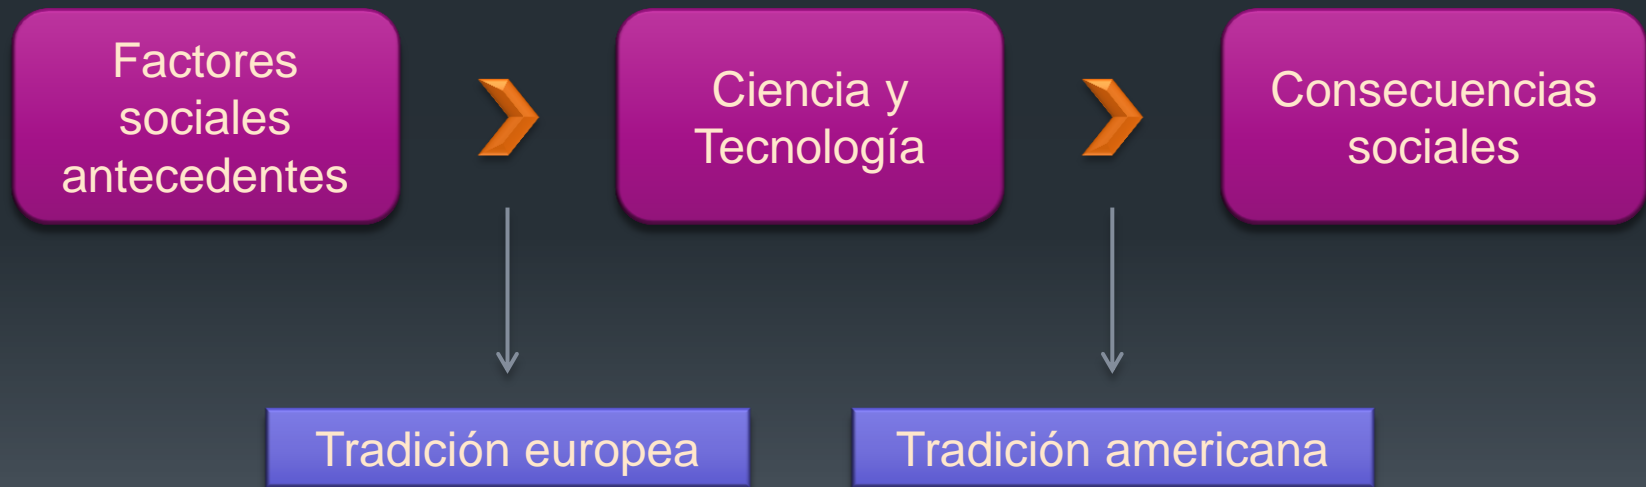 Factores
sociales
antecedentes
Ciencia y
Tecnología
Consecuencias
sociales
Tradición europea
Tradición americana